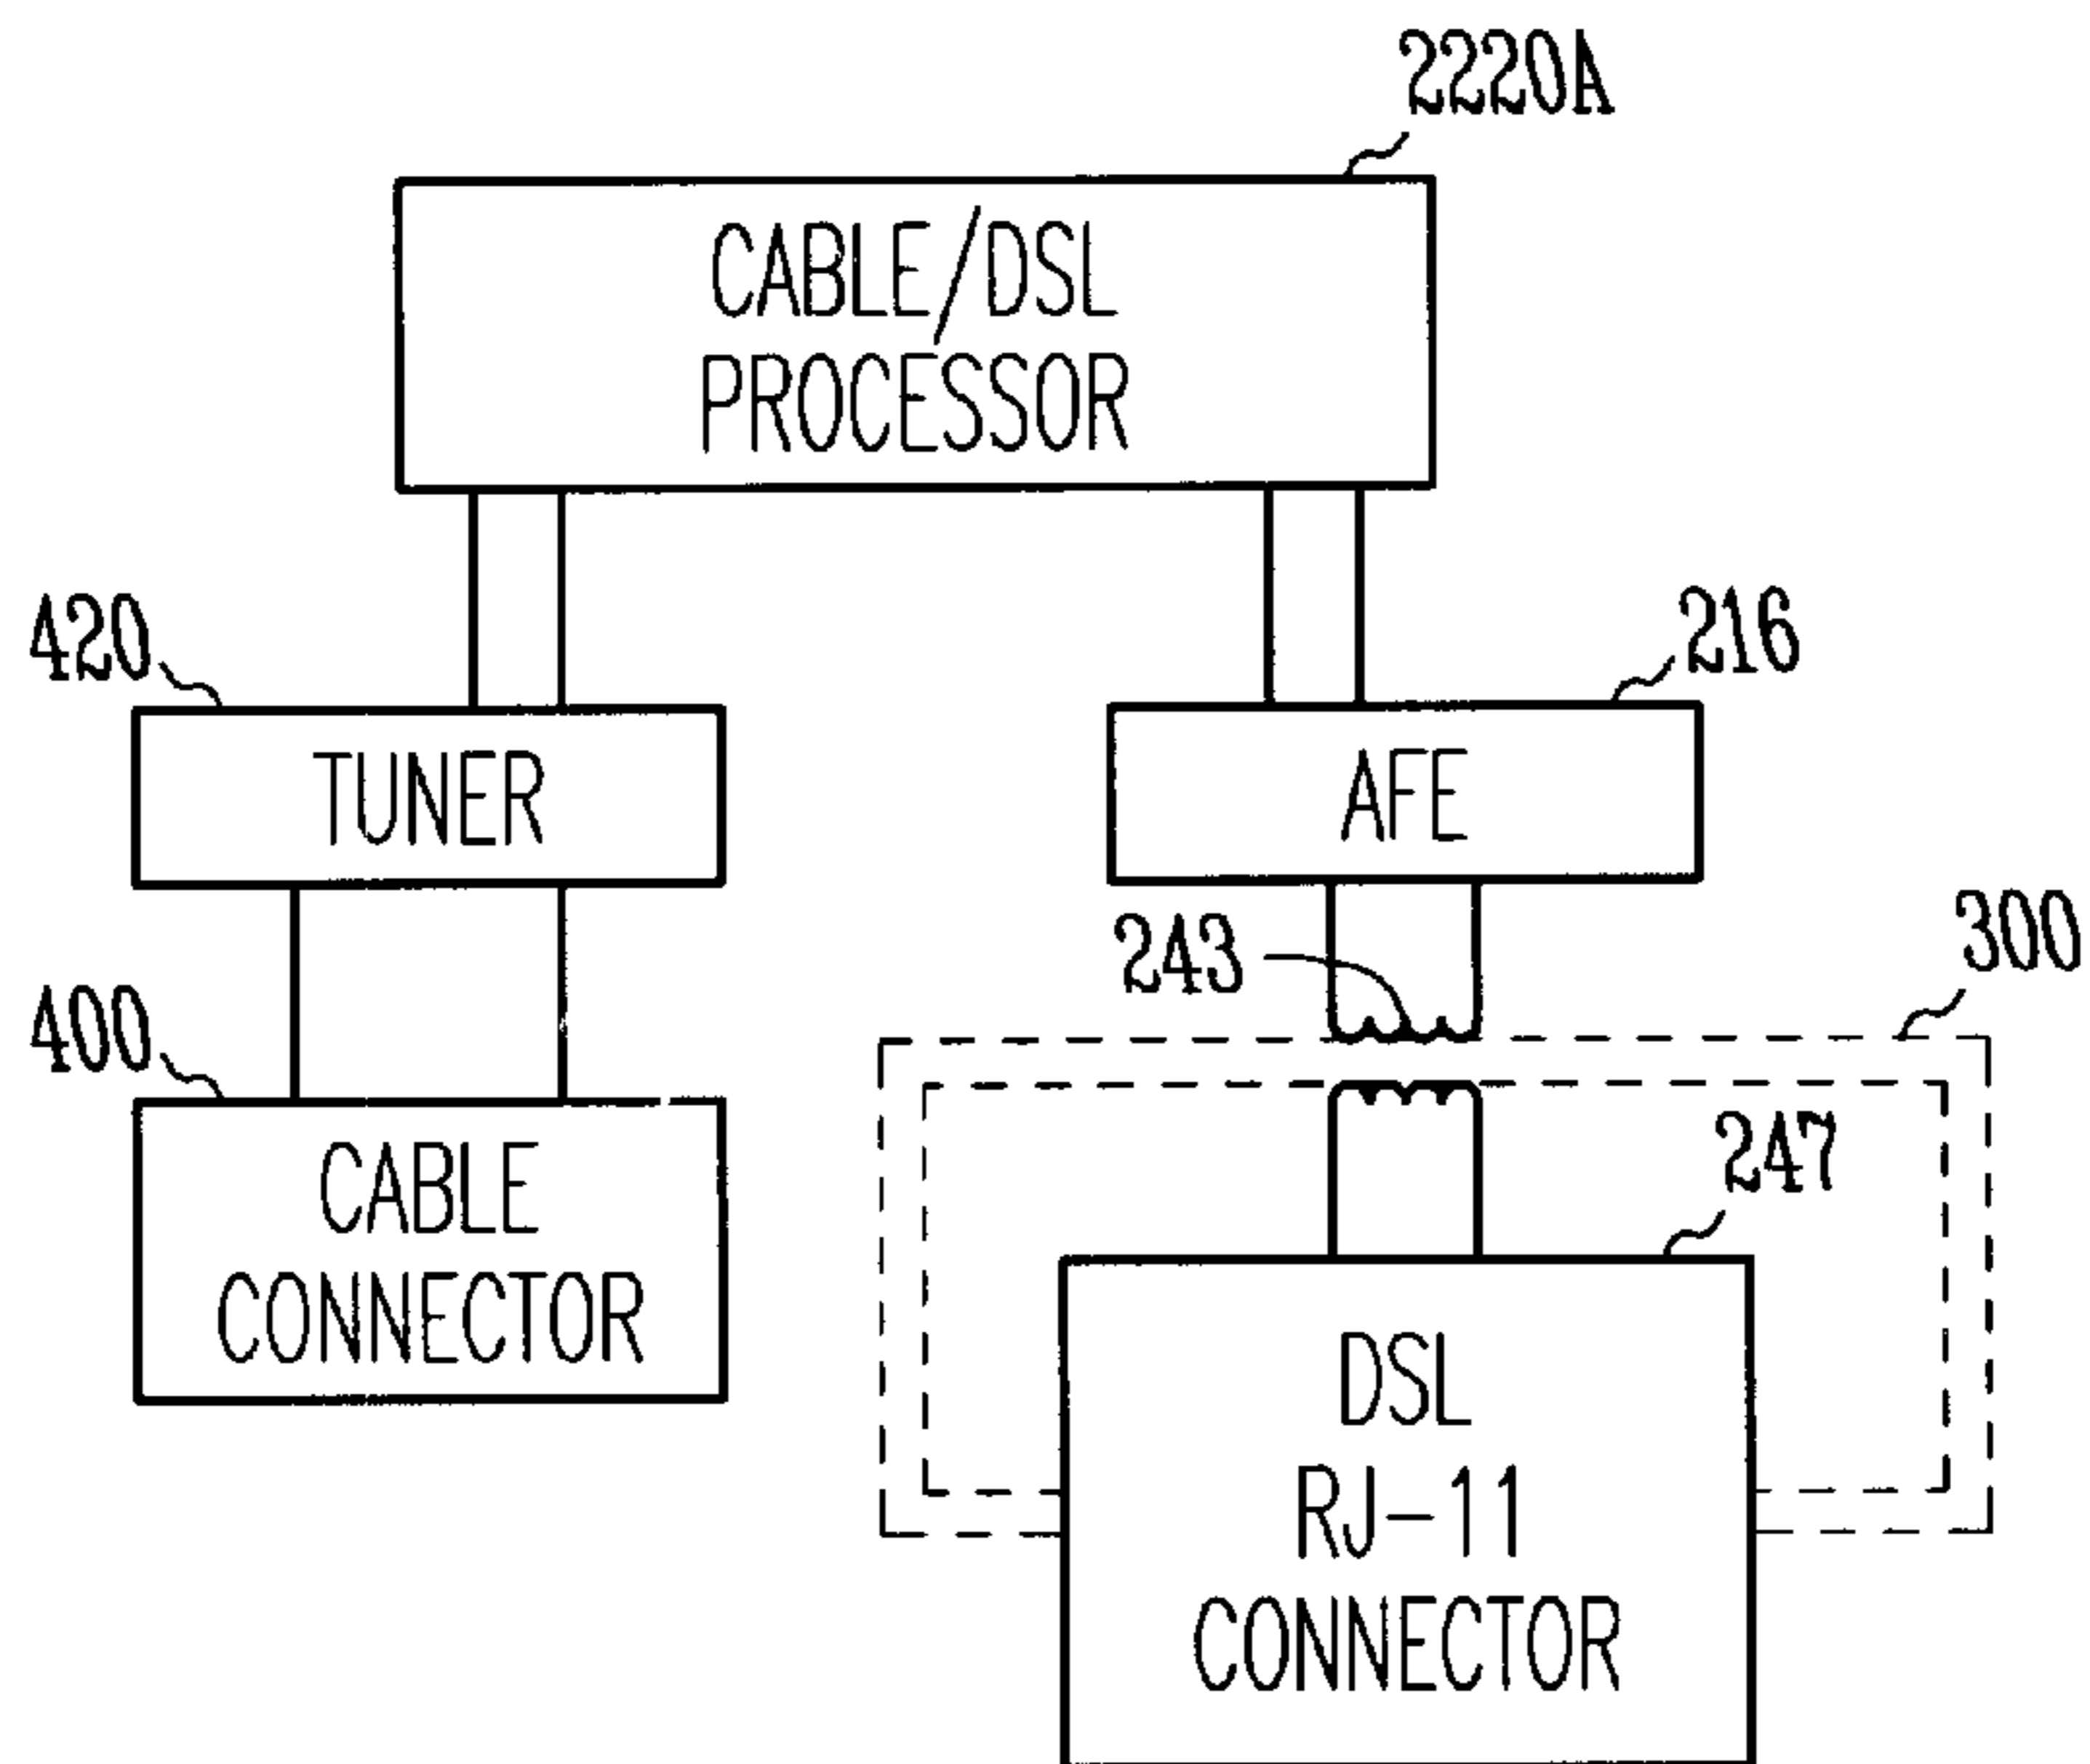 2220A
CABLE/DSL
PROCESSOR
420
216
TUNER
AFE
243
300
400
247
CABLE
CONNECTOR
DSL
RJ-11
CONNECTOR